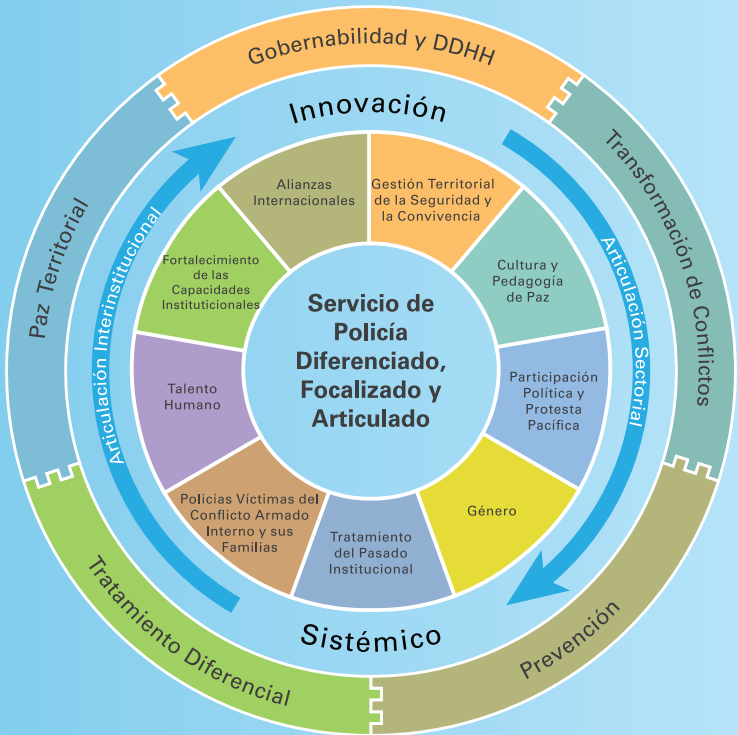 Gobernabilidad y DDHH
Transformación de Conflictos
Prevención
Tratamiento Diferencial
Paz Territorial
Innovación
Articulación Sectorial
Sistémico
Articulación Interinstitucional
Gestión Territorial
de la Seguridad y
la Convivencia
Cultura y
Pedagogía
de Paz
Participación
Política y
Protesta
Pacífica
Género
Tratamiento
del Pasado
Institucional
Policías Víctimas del
Conflicto Armado
Interno y sus
Familias
Talento
Humano
Fortalecimiento
de las
Capacidades
Instituticionales
Alianzas
Internacionales
Servicio de
Policía
Diferenciado,
Focalizado y
Articulado